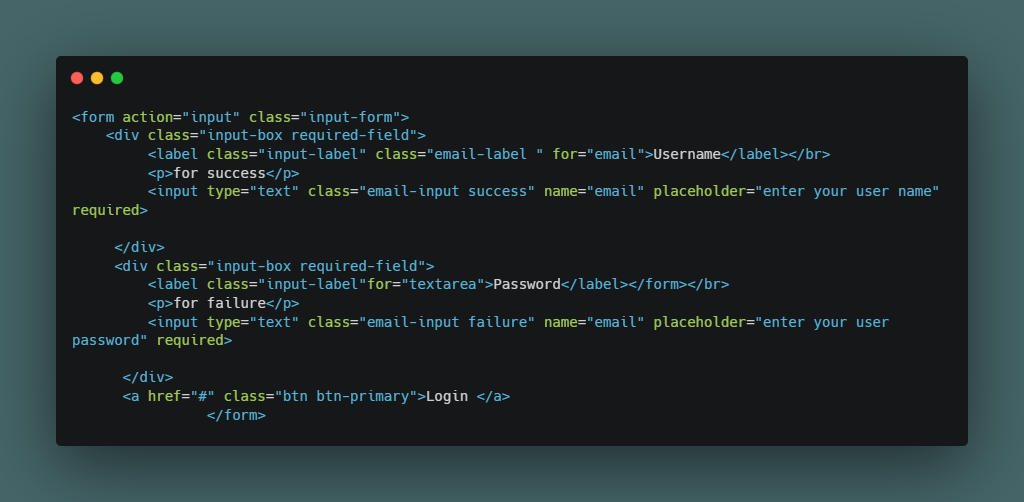 <form action="input" class="input-form">
<div class="input-box required-field">
<label class="input-label" class="email-label " for="email">Username</label></br>
<p>for success</p>
<input type="text" class="email-input success" name="email" placeholder="enter your user name"
required>
</div>
<div class="input-box required-field">
<label class="input-label"for="textarea">Password</label></form></br>
<p>for failure</p>
<input type="text" class="email-input failure" name="email" placeholder="enter your user
password" required>
</div>
<a href="#" class="btn btn-primary">Login </a>
</form>